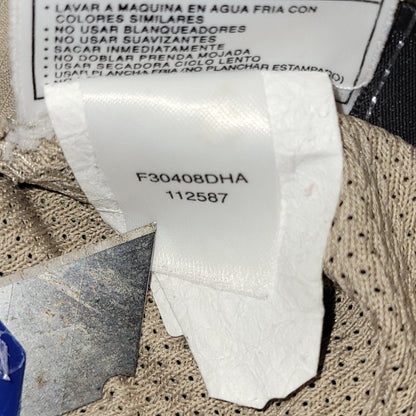 • LAVAR A MAQUINA EN AGUA FRIA CON
COLORES SIMILARES
• NO USAR BLANQUEADORES
• NO USAR SUAVIZANTES
• SACAR INMEDIATAMENTE
• NO DOBLAR PRENDA MOJADA
• USAR SECADORA CICLO LENTO
• USAR PLANCHA FRIA (NO PLANCHAR ESTAMPADO)
F30408DHA
112587